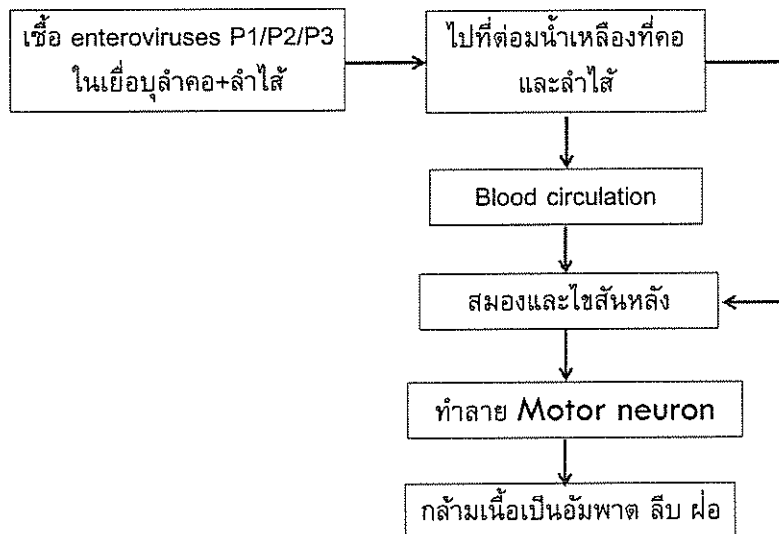 เชื้อ enteroviruses P1/P2/P3
ในเยื่อบุลำคอ+ลำไส้
ไปที่ต่อมน้ำเหลืองที่คอ
และลำไส้
Blood circulation
สมองและไขสันหลัง
ทำลาย Motor neuron
กล้ามเนื้อเป็นอัมพาต ลีบ ฝ่อ